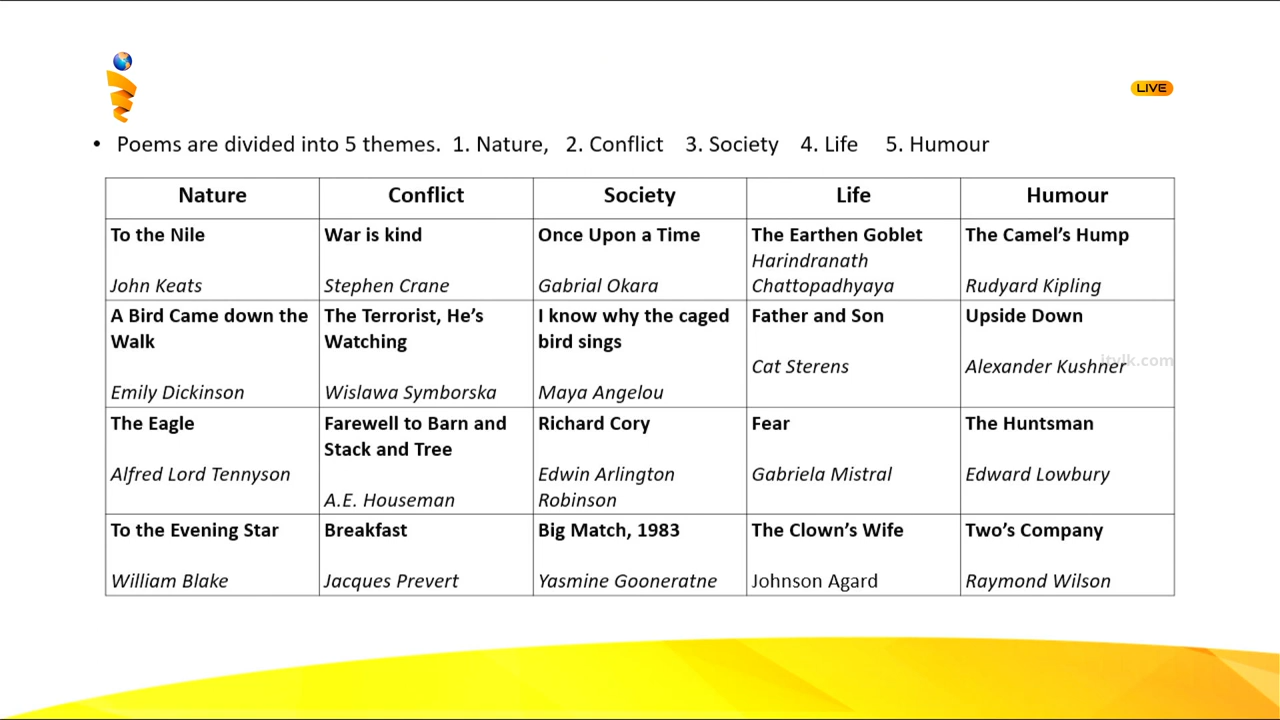 LIVE
• Poems are divided into 5 themes. 1. Nature, 2. Conflict 3. Society 4. Life 5. Humour
Nature Conflict Society Life Humour
To the Nile
John Keats
War is kind
Stephen Crane
Once Upon a Time
Gabrial Okara
The Earthen Goblet
Harindranath
Chattopadhyaya
The Camel's Hump
Rudyard Kipling
A Bird Came down the
Walk
Emily Dickinson
The Terrorist, He's
Watching
Wislawa Symborska
I know why the caged
bird sings
Maya Angelou
Father and Son
Cat Sterens
Upside Down
Alexander Kushner
itvlk.com
The Eagle
Alfred Lord Tennyson
Farewell to Barn and
Stack and Tree
A.E. Houseman
Richard Cory
Edwin Arlington
Robinson
Fear
Gabriela Mistral
The Huntsman
Edward Lowbury
To the Evening Star
William Blake
Breakfast
Jacques Prevert
Big Match, 1983
Yasmine Gooneratne
The Clown's Wife
Johnson Agard
Two's Company
Raymond Wilson